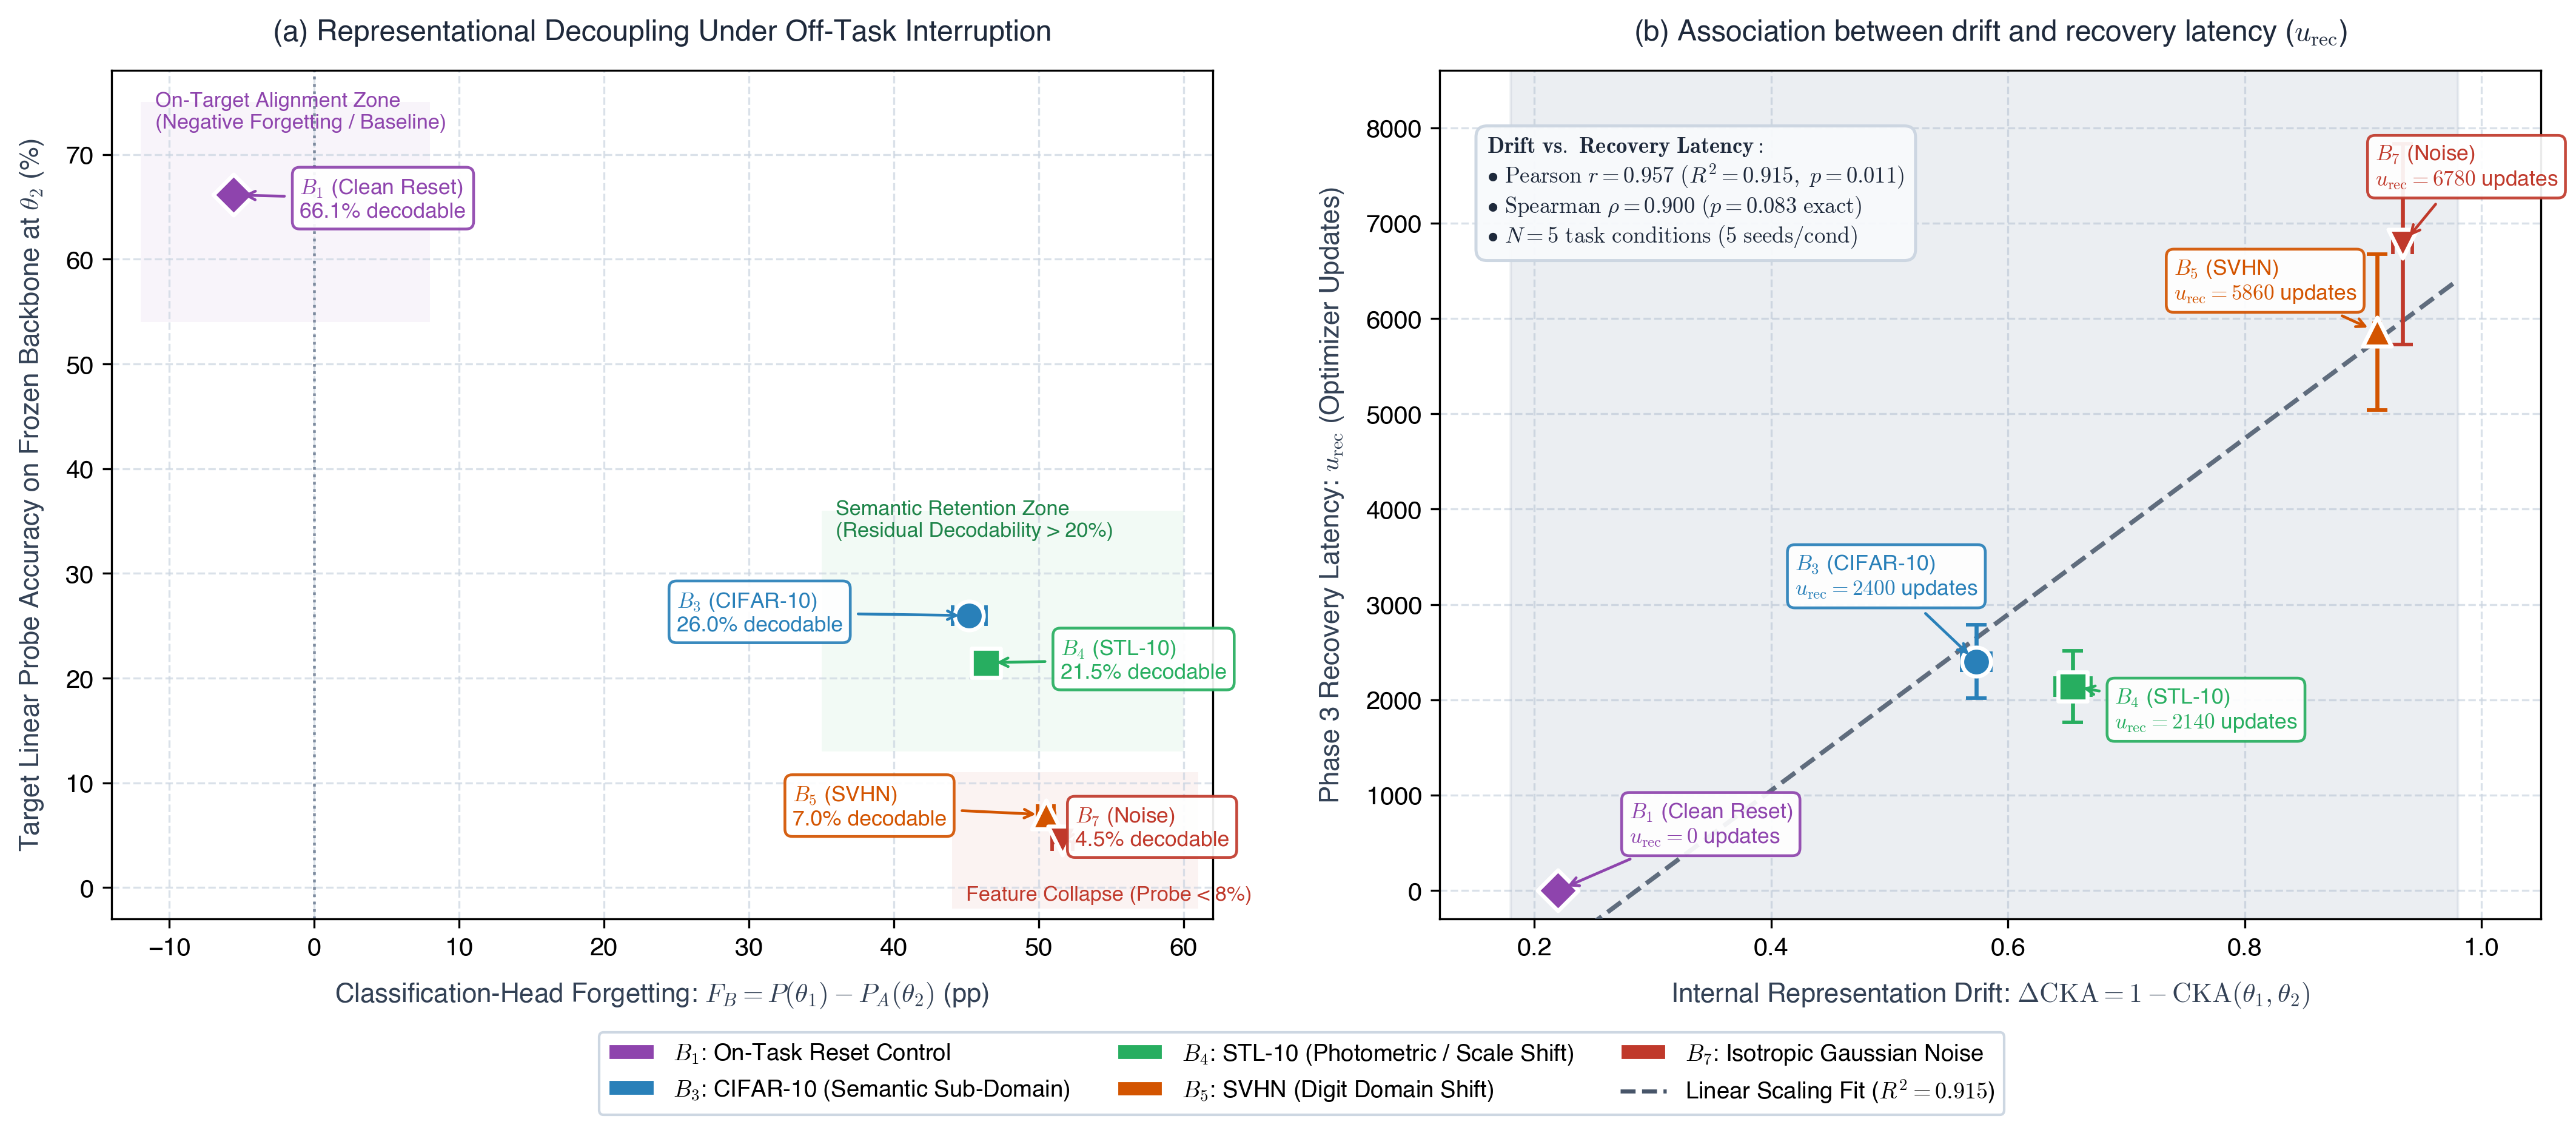 (a) Representational Decoupling Under Off-Task Interruption
Target Linear Probe Accuracy on Frozen Backbone at θ₂ (%)
70
60
50
40
30
20
10
0
On-Target Alignment Zone
(Negative Forgetting / Baseline)
B₁ (Clean Reset)
66.1% decodable
Semantic Retention Zone
(Residual Decodability > 20%)
B₃ (CIFAR-10)
26.0% decodable
B₄ (STL-10)
21.5% decodable
B₅ (SVHN)
7.0% decodable
B₇ (Noise)
4.5% decodable
Feature Collapse (Probe < 8%)
−10 0 10 20 30 40 50 60
Classification-Head Forgetting: F_B = P(θ₁) − P_A(θ₂) (pp)
(b) Association between drift and recovery latency (u_rec)
Phase 3 Recovery Latency: u_rec (Optimizer Updates)
8000
7000
6000
5000
4000
3000
2000
1000
0
Drift vs. Recovery Latency:
• Pearson r = 0.957 (R² = 0.915, p = 0.011)
• Spearman ρ = 0.900 (p = 0.083 exact)
• N = 5 task conditions (5 seeds/cond)
B₇ (Noise)
u_rec = 6780 updates
B₅ (SVHN)
u_rec = 5860 updates
B₃ (CIFAR-10)
u_rec = 2400 updates
B₄ (STL-10)
u_rec = 2140 updates
B₁ (Clean Reset)
u_rec = 0 updates
0.2 0.4 0.6 0.8 1.0
Internal Representation Drift: ΔCKA = 1 − CKA(θ₁, θ₂)
B₁: On-Task Reset Control
B₃: CIFAR-10 (Semantic Sub-Domain)
B₄: STL-10 (Photometric / Scale Shift)
B₅: SVHN (Digit Domain Shift)
B₇: Isotropic Gaussian Noise
Linear Scaling Fit (R² = 0.915)